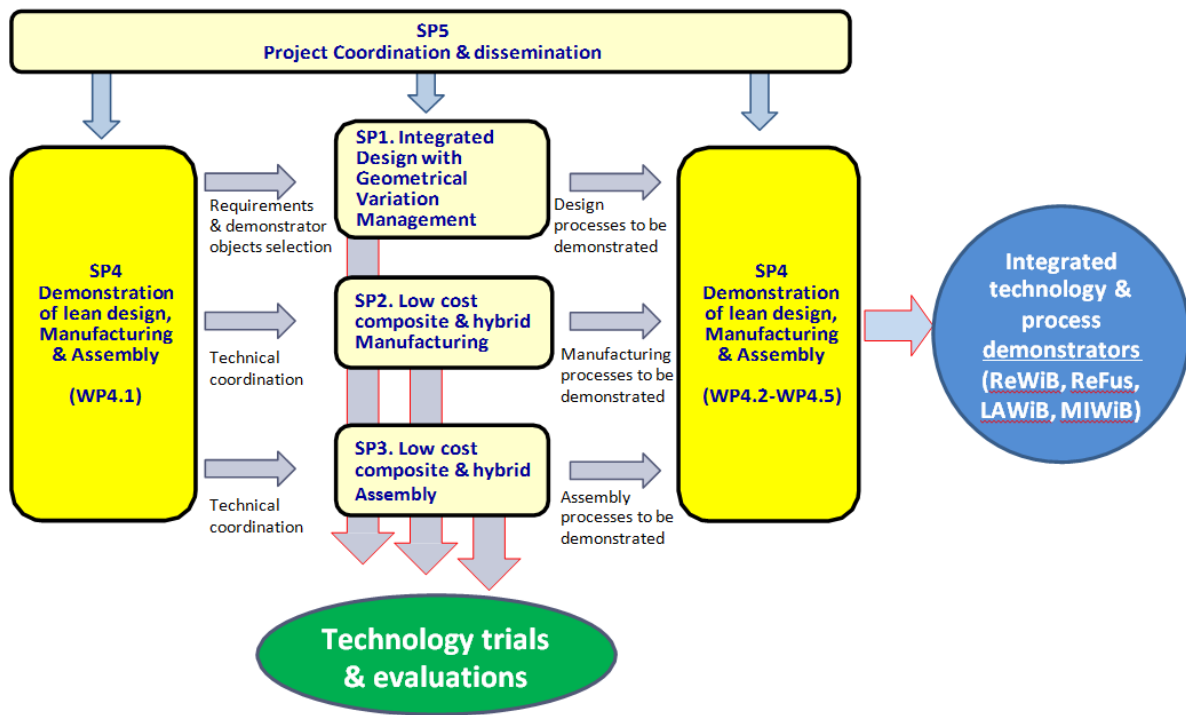 SP5
Project Coordination & dissemination
SP4
Demonstration
of lean design,
Manufacturing
& Assembly
(WP4.1)
Requirements
& demonstrator
objects selection
Technical
coordination
Technical
coordination
SP1. Integrated
Design with
Geometrical
Variation
Management
SP2. Low cost
composite & hybrid
Manufacturing
SP3. Low cost
composite & hybrid
Assembly
Design
processes to be
demonstrated
Manufacturing
processes to be
demonstrated
Assembly
processes to be
demonstrated
SP4
Demonstration
of lean design,
Manufacturing
& Assembly
(WP4.2-WP4.5)
Integrated
technology &
process
demonstrators
(ReWiB, ReFus,
LAWiB, MIWiB)
Technology trials
& evaluations